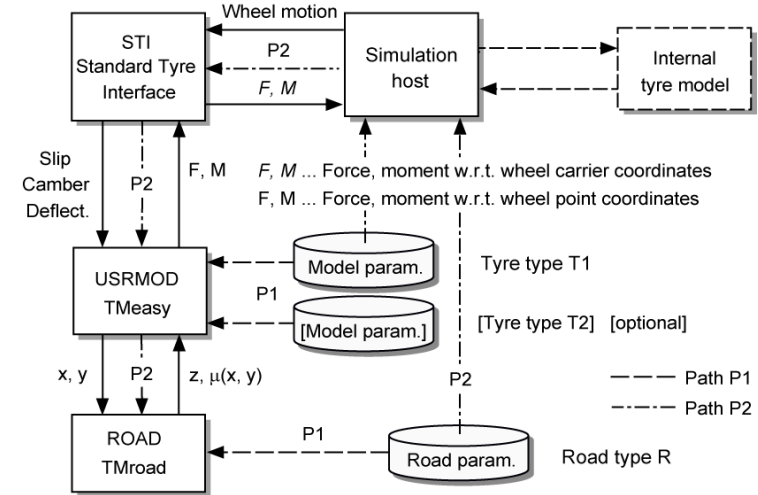 Wheel motion
STI
Standard Tyre
Interface
P2
F, M
Simulation
host
Internal
tyre model
Slip
Camber
Deflect.
P2
F, M
F, M ... Force, moment w.r.t. wheel carrier coordinates
F, M ... Force, moment w.r.t. wheel point coordinates
USRMOD
TMeasy
Model param.
Tyre type T1
P1
[Model param.]
[Tyre type T2] [optional]
x, y
P2
z, μ(x, y)
P2
Path P1
Path P2
ROAD
TMroad
P1
Road param.
Road type R